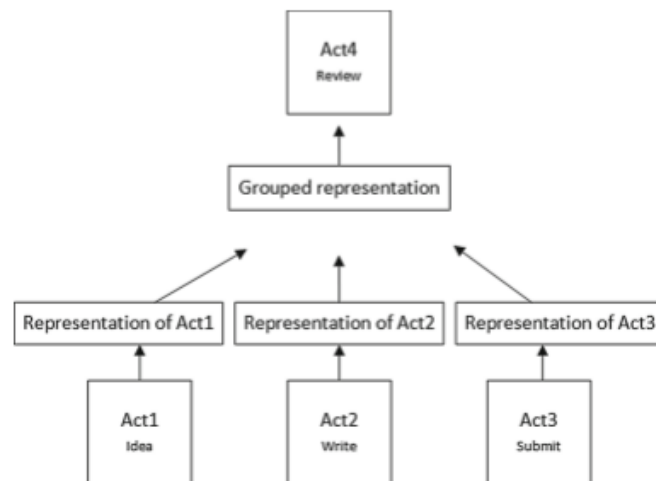 Act4
Review
Grouped representation
Representation of Act1
Representation of Act2
Representation of Act3
Act1
Idea
Act2
Write
Act3
Submit